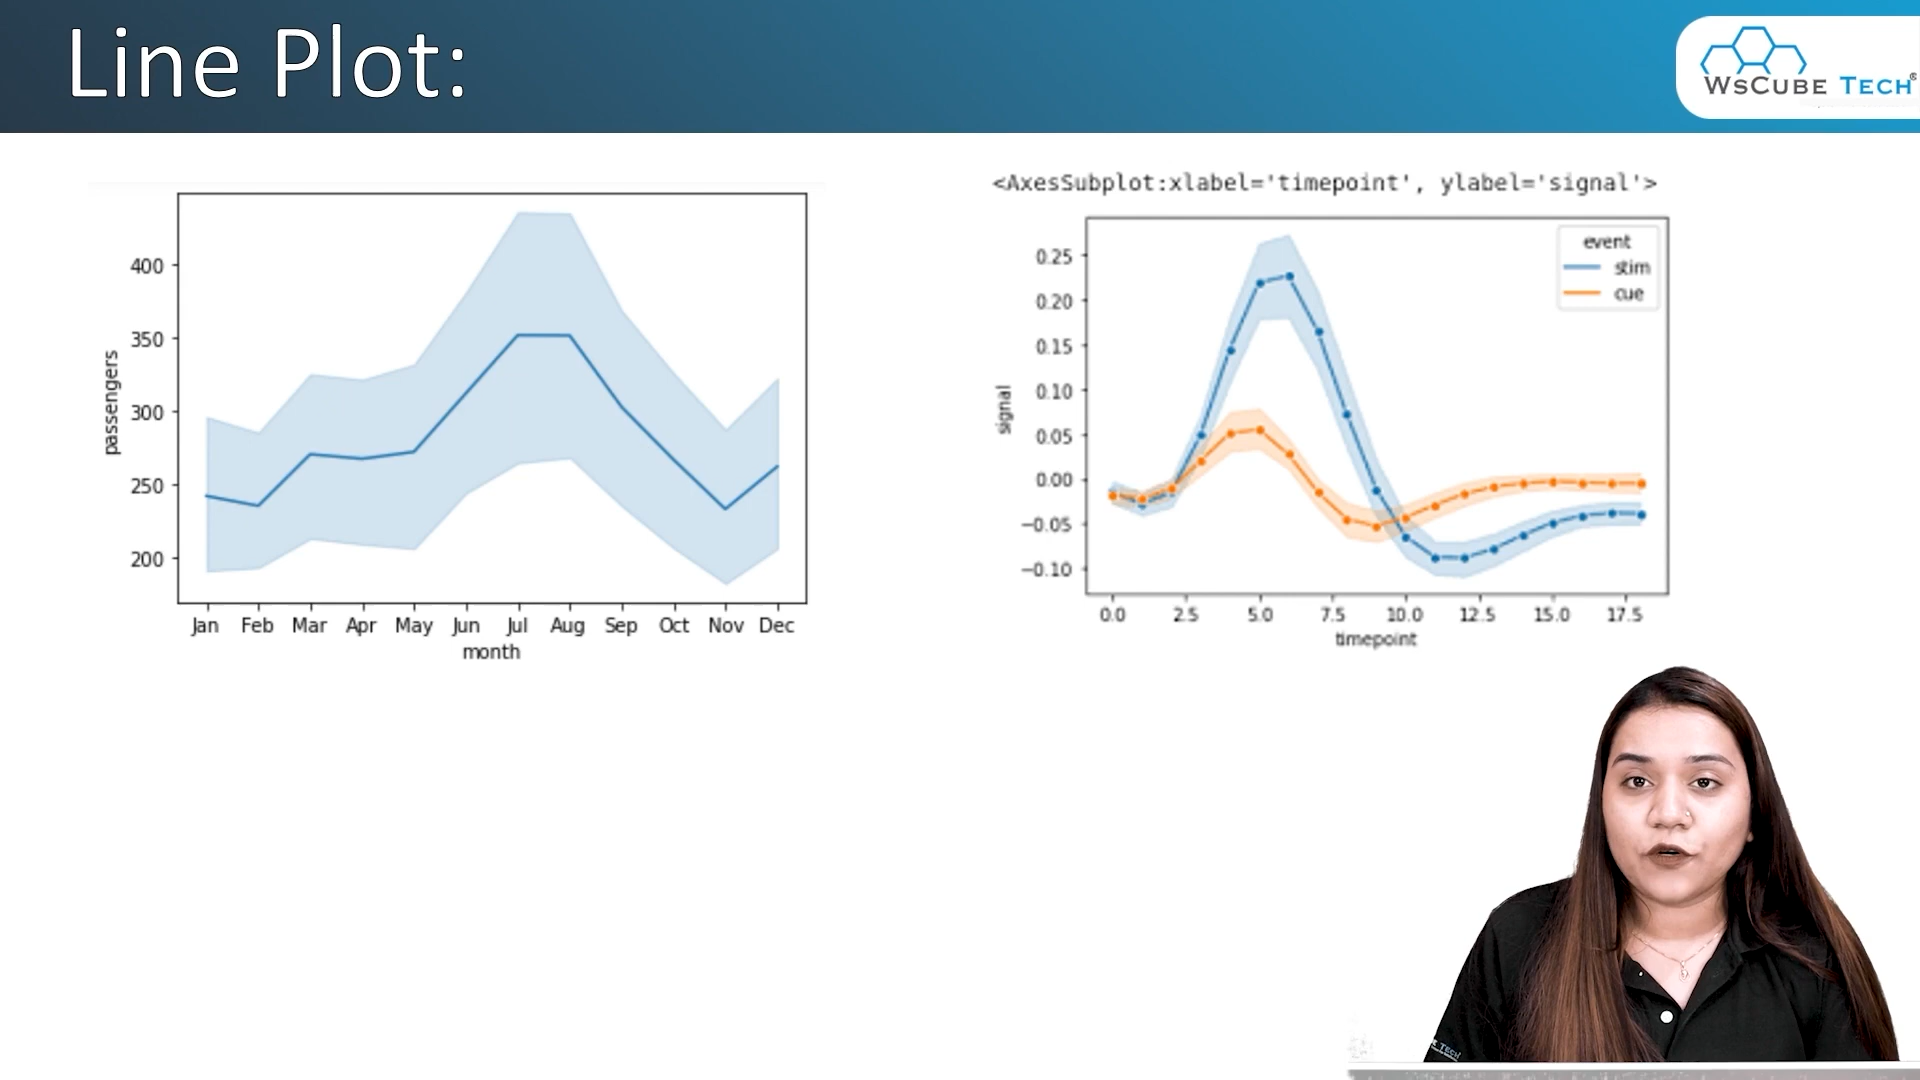 Line Plot:
WsCube Tech®
<AxesSubplot:xlabel='timepoint', ylabel='signal'>
400
350
300
250
200
passengers
Jan Feb Mar Apr May Jun Jul Aug Sep Oct Nov Dec
month
event
stim
cue
0.25
0.20
0.15
0.10
0.05
0.00
−0.05
−0.10
signal
0.0 2.5 5.0 7.5 10.0 12.5 15.0 17.5
timepoint